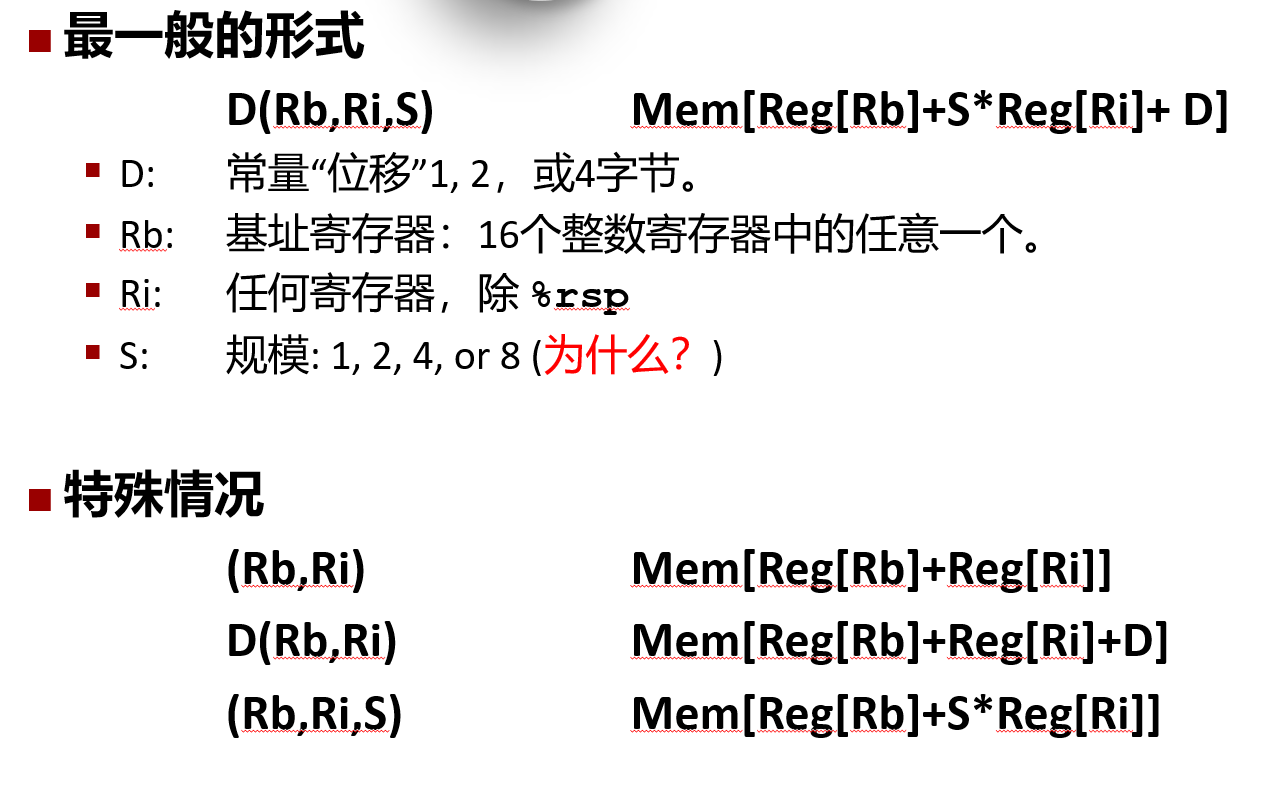 最一般的形式
D(Rb,Ri,S) Mem[Reg[Rb]+S*Reg[Ri]+ D]
D: 常量“位移”1, 2，或4字节。
Rb: 基址寄存器：16个整数寄存器中的任意一个。
Ri: 任何寄存器，除 %rsp
S: 规模: 1, 2, 4, or 8 (为什么？)
特殊情况
(Rb,Ri) Mem[Reg[Rb]+Reg[Ri]]
D(Rb,Ri) Mem[Reg[Rb]+Reg[Ri]+D]
(Rb,Ri,S) Mem[Reg[Rb]+S*Reg[Ri]]